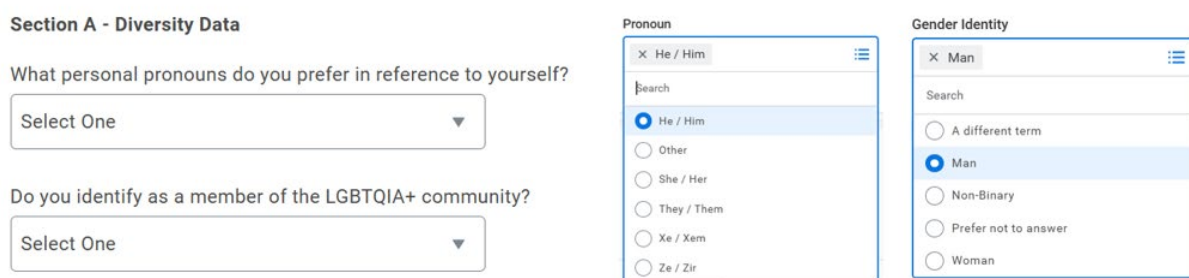 Section A - Diversity Data
What personal pronouns do you prefer in reference to yourself?
Select One
Do you identify as a member of the LGBTQIA+ community?
Select One
Pronoun
× He / Him
Search
He / Him
Other
She / Her
They / Them
Xe / Xem
Ze / Zir
Gender Identity
× Man
Search
A different term
Man
Non-Binary
Prefer not to answer
Woman